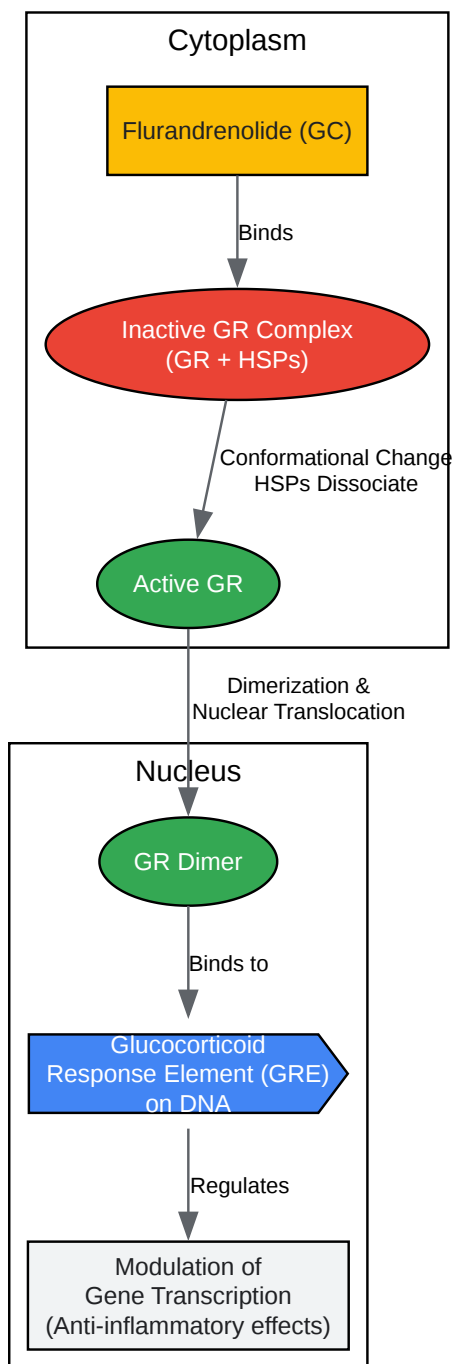 Cytoplasm
Flurandrenolide (GC)
Binds
Inactive GR Complex
(GR + HSPs)
Conformational Change
HSPs Dissociate
Active GR
Dimerization &
Nuclear Translocation
Nucleus
GR Dimer
Binds to
Glucocorticoid
Response Element (GRE)
on DNA
Regulates
Modulation of
Gene Transcription
(Anti-inflammatory effects)